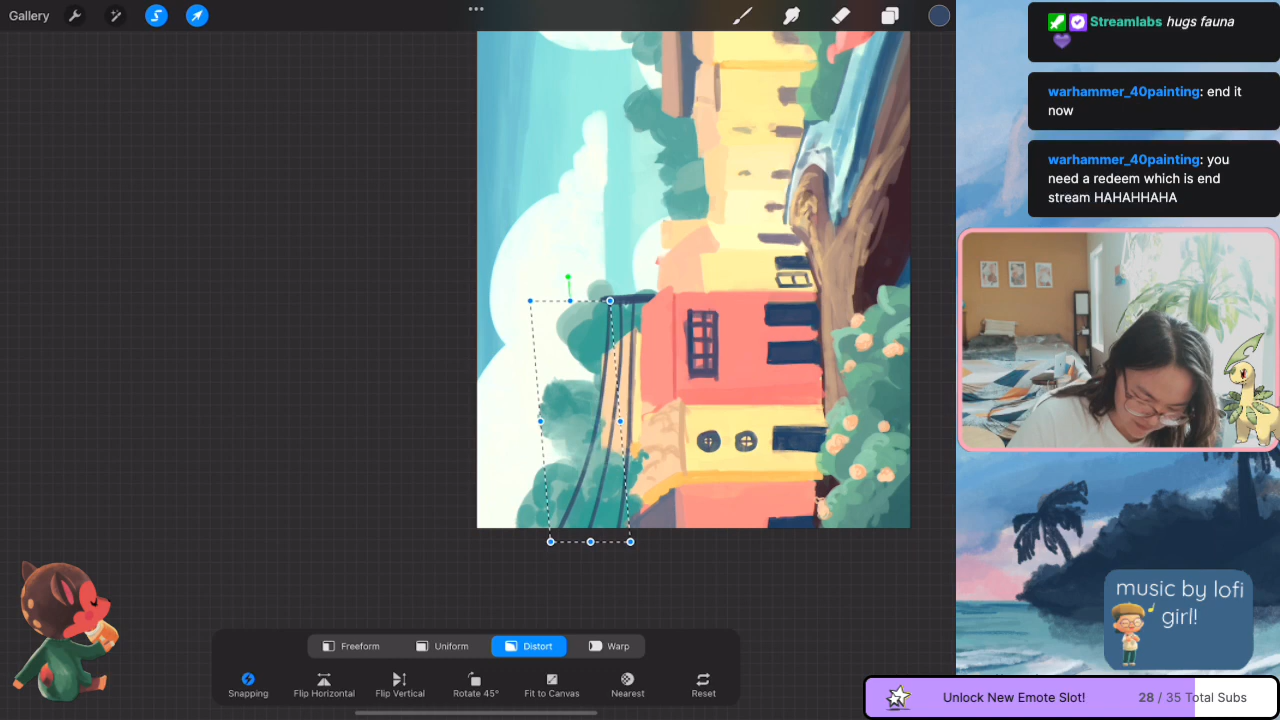 Gallery
Streamlabs hugs fauna
warhammer_40painting: end it
now
warhammer_40painting: you
need a redeem which is end
stream HAHAHHAHA
music by lofi
girl!
Freeform
Uniform
Distort
Warp
Snapping
Flip Horizontal
Flip Vertical
Rotate 45°
Fit to Canvas
Nearest
Reset
Unlock New Emote Slot!
28 / 35 Total Subs